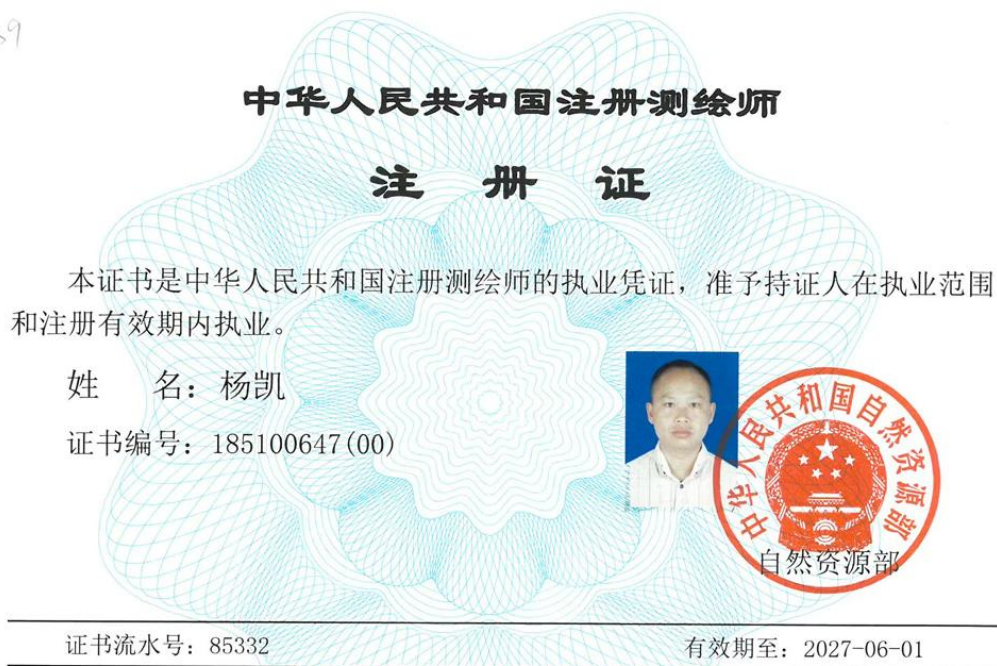 中华人民共和国注册测绘师
注 册 证
本证书是中华人民共和国注册测绘师的执业凭证，准予持证人在执业范围
和注册有效期内执业。
姓 名：杨凯
证书编号：185100647(00)
中华人民共和国自然资源部
自然资源部
证书流水号：85332
有效期至：2027-06-01